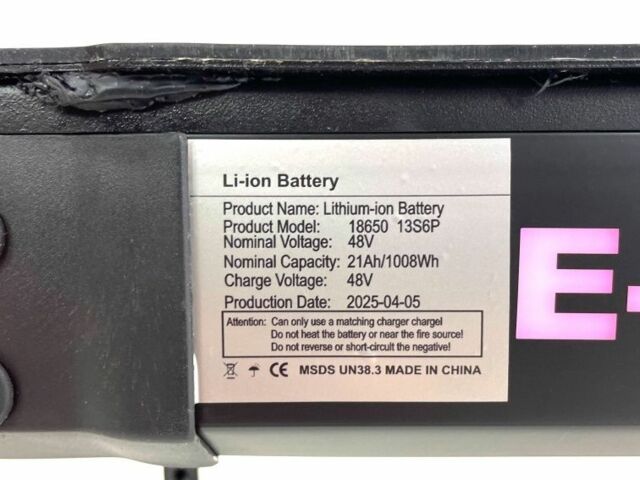 Li-ion Battery
Product Name: Lithium-ion Battery
Product Model: 18650 13S6P
Nominal Voltage: 48V
Nominal Capacity: 21Ah/1008Wh
Charge Voltage: 48V
Production Date: 2025-04-05
Attention: Can only use a matching charger chargel
Do not heat the battery or near the fire source!
Do not reverse or short-circuit the negative!
CE MSDS UN38.3 MADE IN CHINA
E-